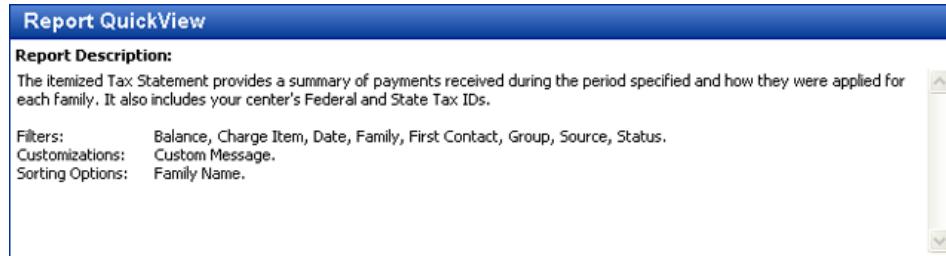 Report QuickView
Report Description:
The itemized Tax Statement provides a summary of payments received during the period specified and how they were applied for
each family. It also includes your center's Federal and State Tax IDs.
Filters: Balance, Charge Item, Date, Family, First Contact, Group, Source, Status.
Customizations: Custom Message.
Sorting Options: Family Name.